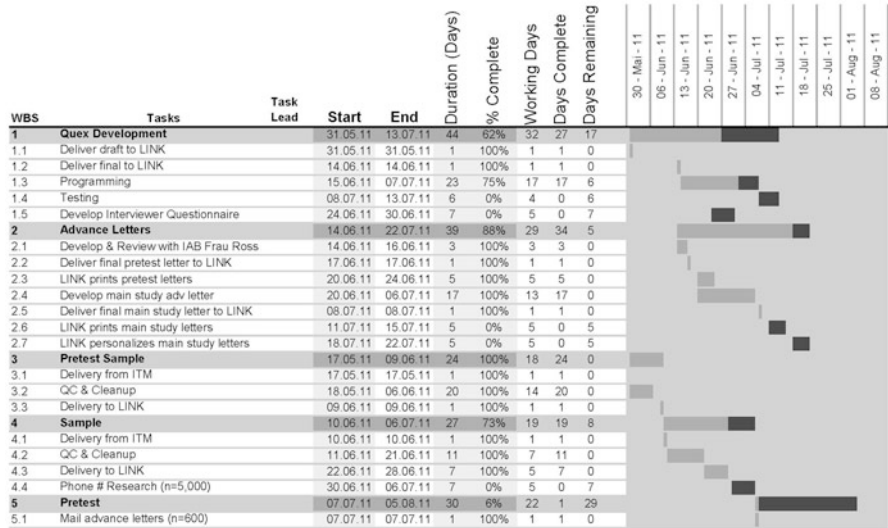 WBS Tasks Task Lead Start End Duration (Days) % Complete Working Days Days Complete Days Remaining 30 - Mai - 11 06 - Jun - 11 13 - Jun - 11 20 - Jun - 11 27 - Jun - 11 04 - Jul - 11 11 - Jul - 11 18 - Jul - 11 25 - Jul - 11 01 - Aug - 11 08 - Aug - 11
1 Quex Development 31.05.11 13.07.11 44 62% 32 27 17
1.1 Deliver draft to LINK 31.05.11 31.05.11 1 100% 1 1 0
1.2 Deliver final to LINK 14.06.11 14.06.11 1 100% 1 1 0
1.3 Programming 15.06.11 07.07.11 23 75% 17 17 6
1.4 Testing 08.07.11 13.07.11 6 0% 4 0 6
1.5 Develop Interviewer Questionnaire 24.06.11 30.06.11 7 0% 5 0 7
2 Advance Letters 14.06.11 22.07.11 39 88% 29 34 5
2.1 Develop & Review with IAB Frau Ross 14.06.11 16.06.11 3 100% 3 3 0
2.2 Deliver final pretest letter to LINK 17.06.11 17.06.11 1 100% 1 1 0
2.3 LINK prints pretest letters 20.06.11 24.06.11 5 100% 5 5 0
2.4 Develop main study adv letter 20.06.11 06.07.11 17 100% 13 17 0
2.5 Deliver final main study letter to LINK 08.07.11 08.07.11 1 100% 1 1 0
2.6 LINK prints main study letters 11.07.11 15.07.11 5 0% 5 0 5
2.7 LINK personalizes main study letters 18.07.11 22.07.11 5 0% 5 0 5
3 Pretest Sample 17.05.11 09.06.11 24 100% 18 24 0
3.1 Delivery from ITM 17.05.11 17.05.11 1 100% 1 1 0
3.2 QC & Cleanup 18.05.11 06.06.11 20 100% 14 20 0
3.3 Delivery to LINK 09.06.11 09.06.11 1 100% 1 1 0
4 Sample 10.06.11 06.07.11 27 73% 19 19 8
4.1 Delivery from ITM 10.06.11 10.06.11 1 100% 1 1 0
4.2 QC & Cleanup 11.06.11 21.06.11 11 100% 7 11 0
4.3 Delivery to LINK 22.06.11 28.06.11 7 100% 5 7 0
4.4 Phone # Research (n=5,000) 30.06.11 06.07.11 7 0% 5 0 7
5 Pretest 07.07.11 05.08.11 30 6% 22 1 29
5.1 Mail advance letters (n=600) 07.07.11 07.07.11 1 100% 1 1 0